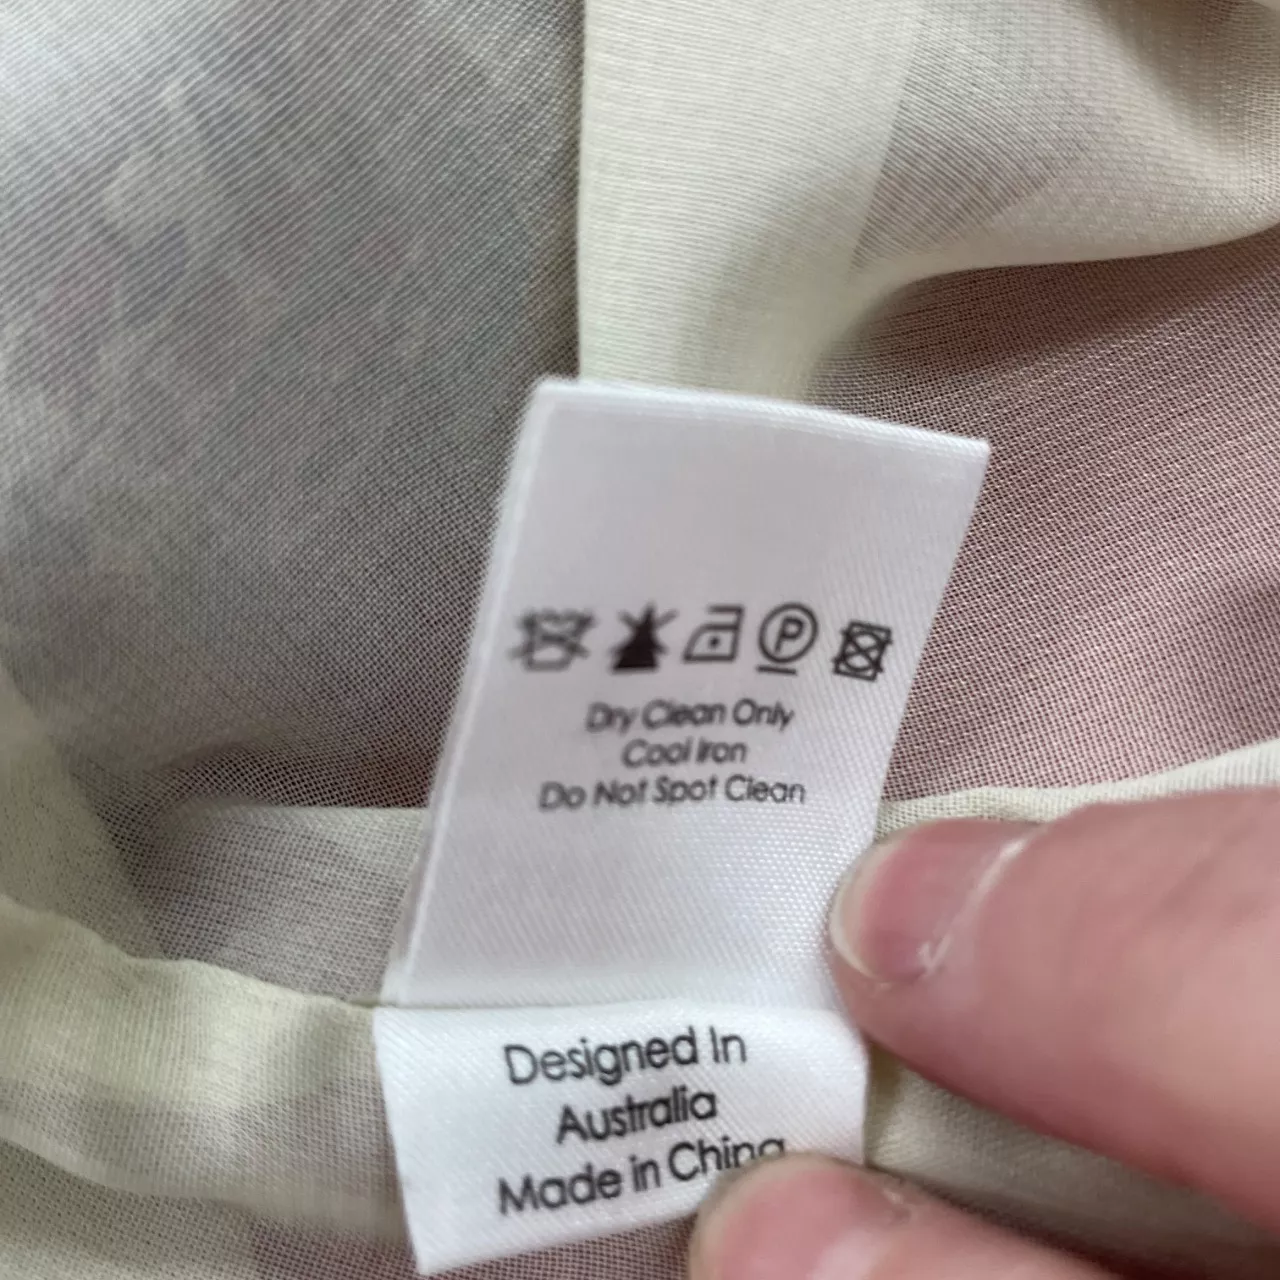 P
Dry Clean Only
Cool Iron
Do Not Spot Clean
Designed In
Australia
Made in China